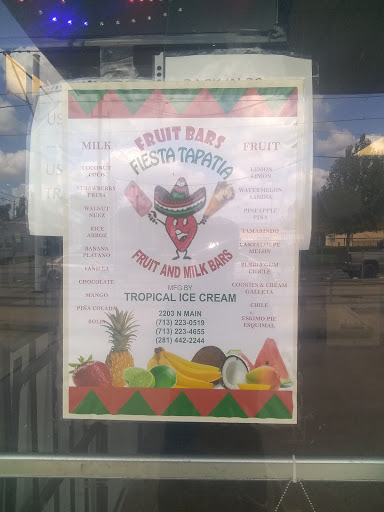 FRUIT BARS
FIESTA TAPATIA
MILK
COCONUT
COCO
STRAWBERRY
FRESA
WALNUT
NUEZ
RICE
ARROZ
BANANA
PLATANO
VANILLA
CHOCOLATE
MANGO
PIÑA COLADA
FRUIT
LIMON
WATERMELON
SANDIA
PINEAPPLE
PIÑA
TAMARINDO
CANTALOUPE
MELON
BUBBLEGUM
CHICLE
COOKIES & CREAM
GALLETA
CHILE
ESKIMO PIE
ESQUIMAL
FRUIT AND MILK BARS
MFG BY
TROPICAL ICE CREAM
2203 N MAIN
(713) 223-0519
(713) 223-4655
(281) 442-2244